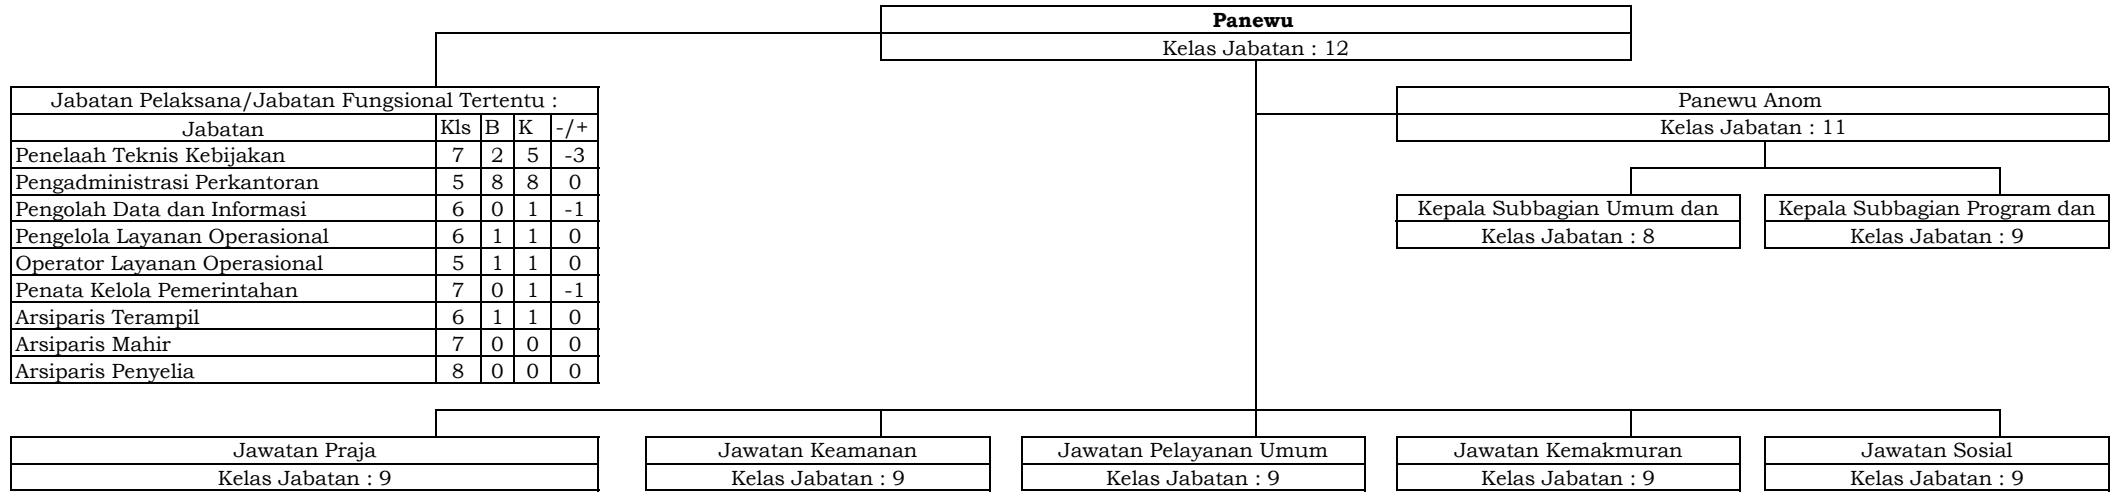 Panewu
Kelas Jabatan : 12
Jabatan Pelaksana/Jabatan Fungsional Tertentu :
Jabatan Kls B K -/+
Penelaah Teknis Kebijakan 7 2 5 -3
Pengadministrasi Perkantoran 5 8 8 0
Pengolah Data dan Informasi 6 0 1 -1
Pengelola Layanan Operasional 6 1 1 0
Operator Layanan Operasional 5 1 1 0
Penata Kelola Pemerintahan 7 0 1 -1
Arsiparis Terampil 6 1 1 0
Arsiparis Mahir 7 0 0 0
Arsiparis Penyelia 8 0 0 0
Panewu Anom
Kelas Jabatan : 11
Kepala Subbagian Umum dan
Kelas Jabatan : 8
Kepala Subbagian Program dan
Kelas Jabatan : 9
Jawatan Praja
Kelas Jabatan : 9
Jawatan Keamanan
Kelas Jabatan : 9
Jawatan Pelayanan Umum
Kelas Jabatan : 9
Jawatan Kemakmuran
Kelas Jabatan : 9
Jawatan Sosial
Kelas Jabatan : 9